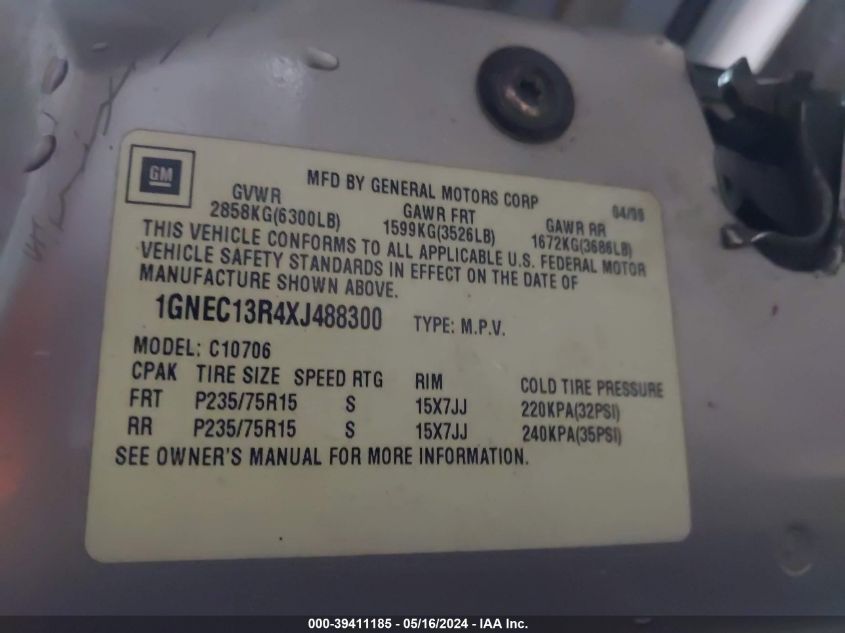 GM
MFD BY GENERAL MOTORS CORP 04/99
GVWR GAWR FRT GAWR RR
2858KG(6300LB) 1599KG(3526LB) 1672KG(3686LB)
THIS VEHICLE CONFORMS TO ALL APPLICABLE U.S. FEDERAL MOTOR
VEHICLE SAFETY STANDARDS IN EFFECT ON THE DATE OF
MANUFACTURE SHOWN ABOVE.
1GNEC13R4XJ488300 TYPE: M.P.V.
MODEL: C10706
CPAK TIRE SIZE SPEED RTG RIM COLD TIRE PRESSURE
FRT P235/75R15 S 15X7JJ 220KPA(32PSI)
RR P235/75R15 S 15X7JJ 240KPA(35PSI)
SEE OWNER'S MANUAL FOR MORE INFORMATION.
000-39411185 - 05/16/2024 - IAA Inc.